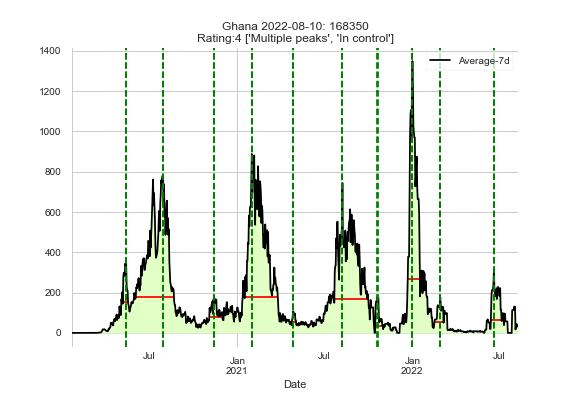 Ghana 2022-08-10: 168350
Rating:4 ['Multiple peaks', 'In control']
1400
1200
1000
800
600
400
200
0
Average-7d
Jul
Jan
2021
Jul
Jan
2022
Jul
Date